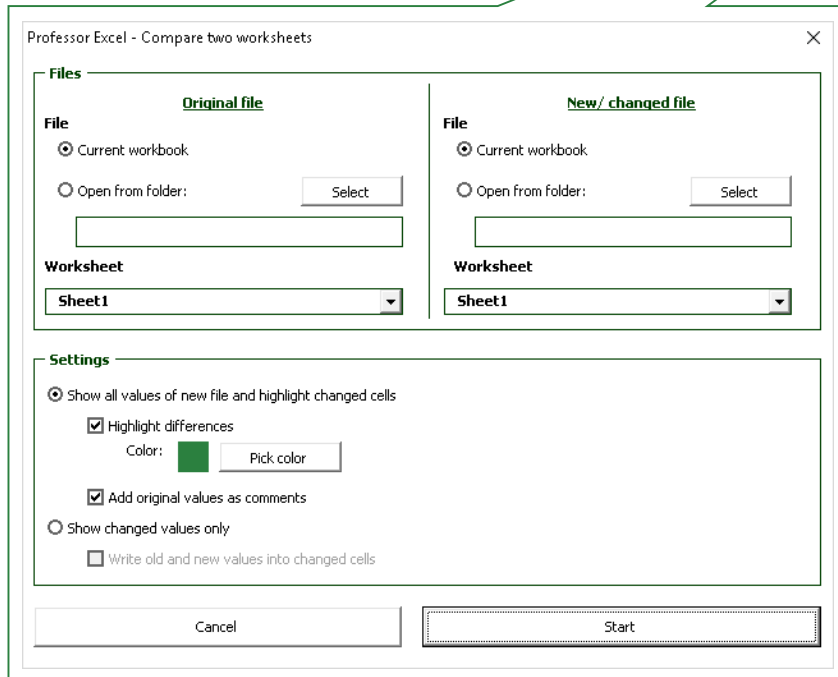 Professor Excel - Compare two worksheets
Files
Original file
File
Current workbook
Open from folder:
Select
Worksheet
Sheet1
New/ changed file
File
Current workbook
Open from folder:
Select
Worksheet
Sheet1
Settings
Show all values of new file and highlight changed cells
Highlight differences
Color:
Pick color
Add original values as comments
Show changed values only
Write old and new values into changed cells
Cancel
Start